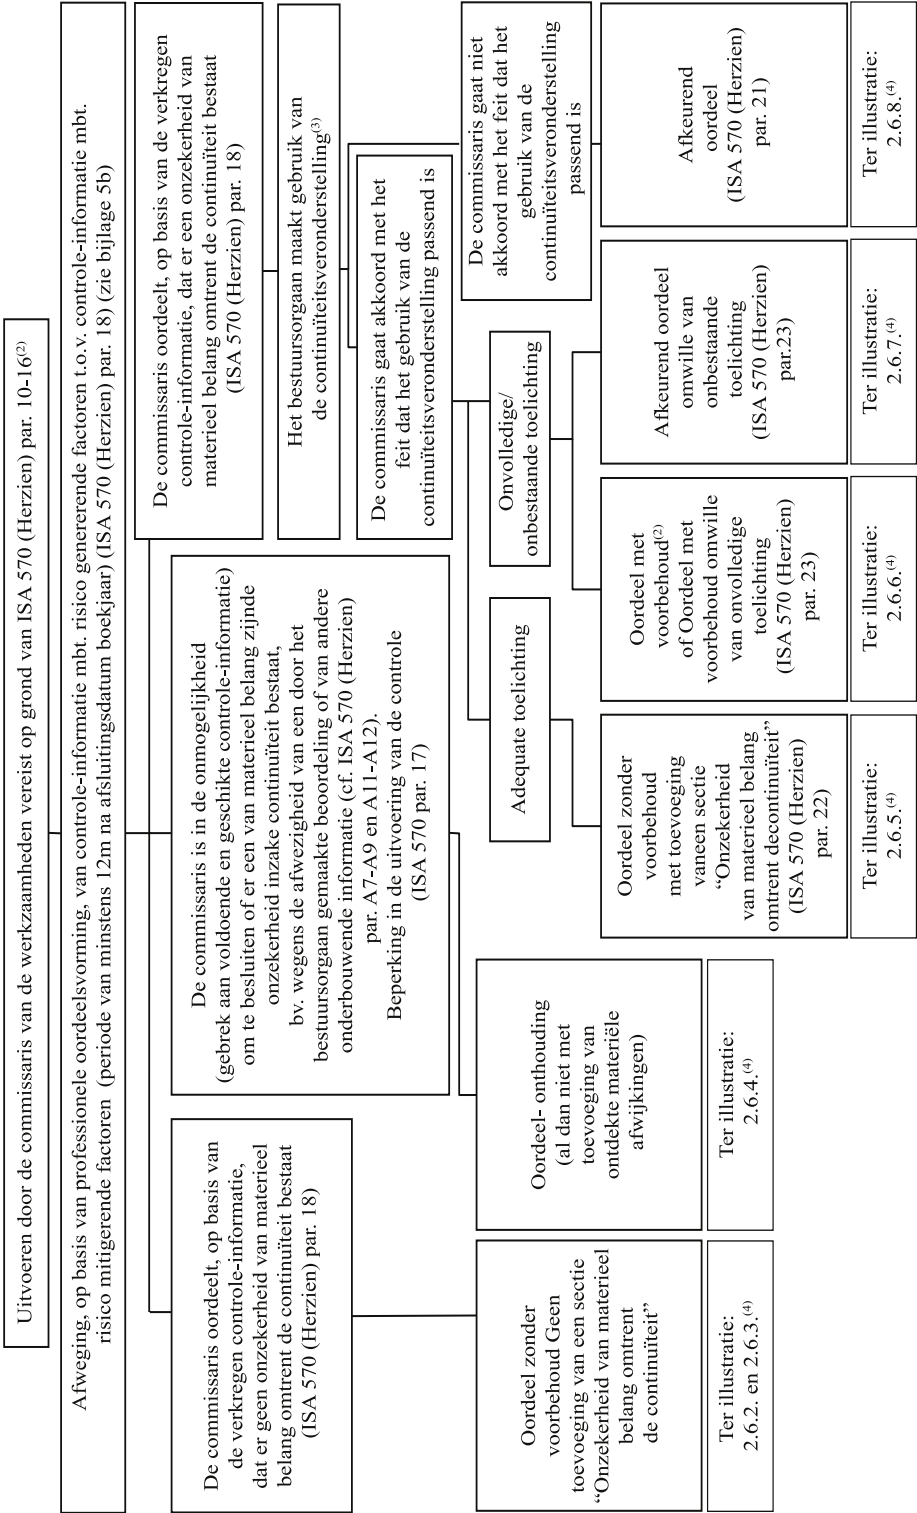 Uitvoeren door de commissaris van de werkzaamheden vereist op grond van ISA 570 (Herzien) par. 10-16(2)
Afweging, op basis van professionele oordeelsvorming, van controle-informatie mbt. risico genererende factoren t.o.v. controle-informatie mbt.
risico mitigerende factoren (periode van minstens 12m na afsluitingsdatum boekjaar) (ISA 570 (Herzien) par. 18) (zie bijlage 5b)
De commissaris oordeelt, op basis van
de verkregen controle-informatie,
dat er geen onzekerheid van materieel
belang omtrent de continuïteit bestaat
(ISA 570 (Herzien) par. 18)
Oordeel zonder
voorbehoud Geen
toevoeging van een sectie
“Onzekerheid van materieel
belang omtrent
de continuïteit”
Ter illustratie:
2.6.2. en 2.6.3.(4)
De commissaris is in de onmogelijkheid
(gebrek aan voldoende en geschikte controle-informatie)
om te besluiten of er een van materieel belang zijnde
onzekerheid inzake continuïteit bestaat,
bv. wegens de afwezigheid van een door het
bestuursorgaan gemaakte beoordeling of van andere
onderbouwende informatie (cf. ISA 570 (Herzien)
par. A7-A9 en A11-A12).
Beperking in de uitvoering van de controle
(ISA 570 par. 17)
Oordeel- onthouding
(al dan niet met
toevoeging van
ontdekte materiële
afwijkingen)
Ter illustratie:
2.6.4.(4)
De commissaris oordeelt, op basis van de verkregen
controle-informatie, dat er een onzekerheid van
materieel belang omtrent de continuïteit bestaat
(ISA 570 (Herzien) par. 18)
Het bestuursorgaan maakt gebruik van
de continuïteitsveronderstelling(3)
De commissaris gaat akkoord met het
feit dat het gebruik van de
continuïteitsveronderstelling passend is
De commissaris gaat niet
akkoord met het feit dat het
gebruik van de
continuïteitsveronderstelling
passend is
Adequate toelichting
Onvolledige/
onbestaande toelichting
Oordeel zonder
voorbehoud
met toevoeging
vaneen sectie
“Onzekerheid
van materieel belang
omtrent decontinuïteit”
(ISA 570 (Herzien)
par. 22)
Ter illustratie:
2.6.5.(4)
Oordeel met
voorbehoud(2)
of Oordeel met
voorbehoud omwille
van onvolledige
toelichting
(ISA 570 (Herzien)
par. 23)
Ter illustratie:
2.6.6.(4)
Afkeurend oordeel
omwille van
onbestaande
toelichting
(ISA 570 (Herzien)
par.23)
Ter illustratie:
2.6.7.(4)
Afkeurend
oordeel
(ISA 570 (Herzien)
par. 21)
Ter illustratie:
2.6.8.(4)